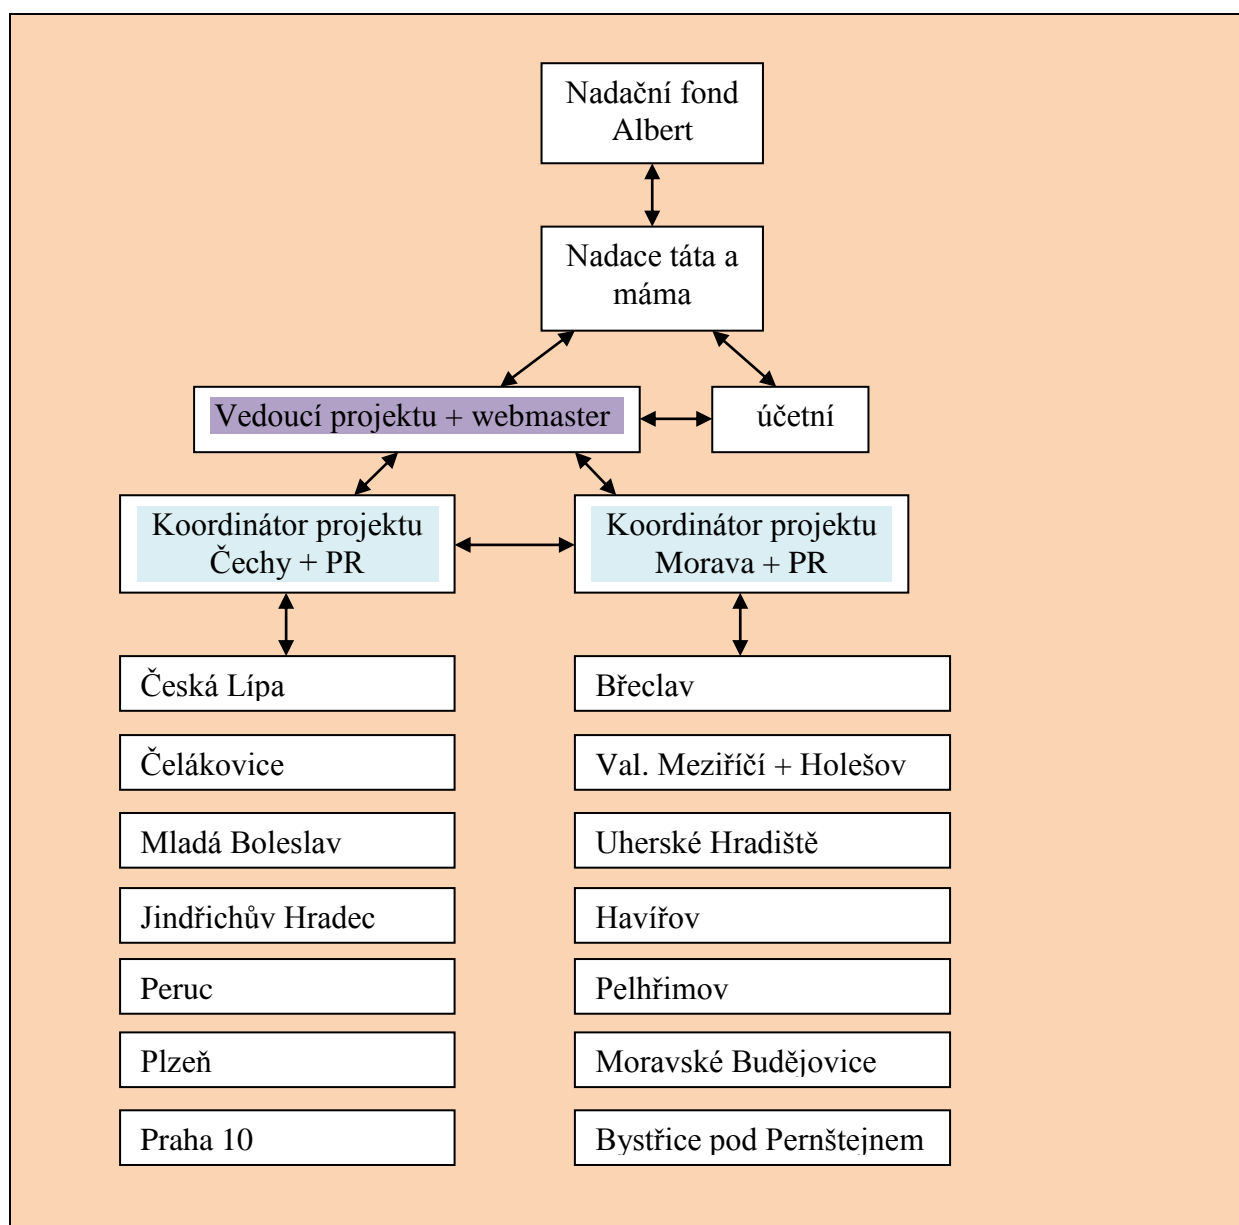 Nadační fond
Albert
Nadace táta a
máma
Vedoucí projektu + webmaster
účetní
Koordinátor projektu
Čechy + PR
Koordinátor projektu
Morava + PR
Česká Lípa
Břeclav
Čelákovice
Val. Meziříčí + Holešov
Mladá Boleslav
Uherské Hradiště
Jindřichův Hradec
Havířov
Peruc
Pelhřimov
Plzeň
Moravské Budějovice
Praha 10
Bystřice pod Pernštejnem